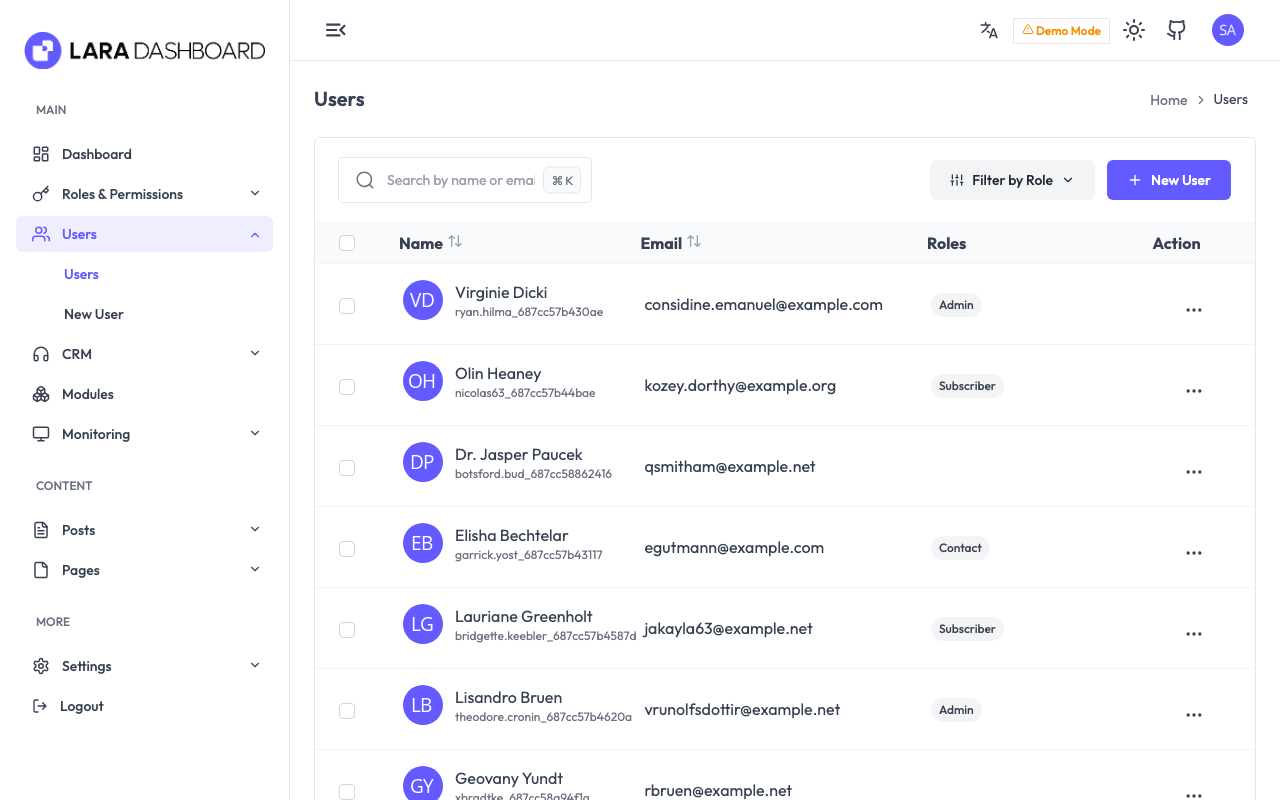 LARA DASHBOARD
MAIN
Dashboard
Roles & Permissions
Users
Users
New User
CRM
Modules
Monitoring
CONTENT
Posts
Pages
MORE
Settings
Logout
Demo Mode
SA
Users
Home > Users
Search by name or emai
⌘ K
Filter by Role
New User
Name Email Roles Action
VD Virginie Dicki considine.emanuel@example.com Admin
ryan.hilma_687cc57b430ae
OH Olin Heaney kozey.dorthy@example.org Subscriber
nicolas63_687cc57b44bae
DP Dr. Jasper Paucek qsmitham@example.net
botsford.bud_687cc58862416
EB Elisha Bechtelar egutmann@example.com Contact
garrick.yost_687cc57b43117
LG Lauriane Greenholt jakayla63@example.net Subscriber
bridgette.keebler_687cc57b4587d
LB Lisandro Bruen vrunolfsdottir@example.net Admin
theodore.cronin_687cc57b4620a
GY Geovany Yundt rbruen@example.net
xbradtke_687cc58a94f1a